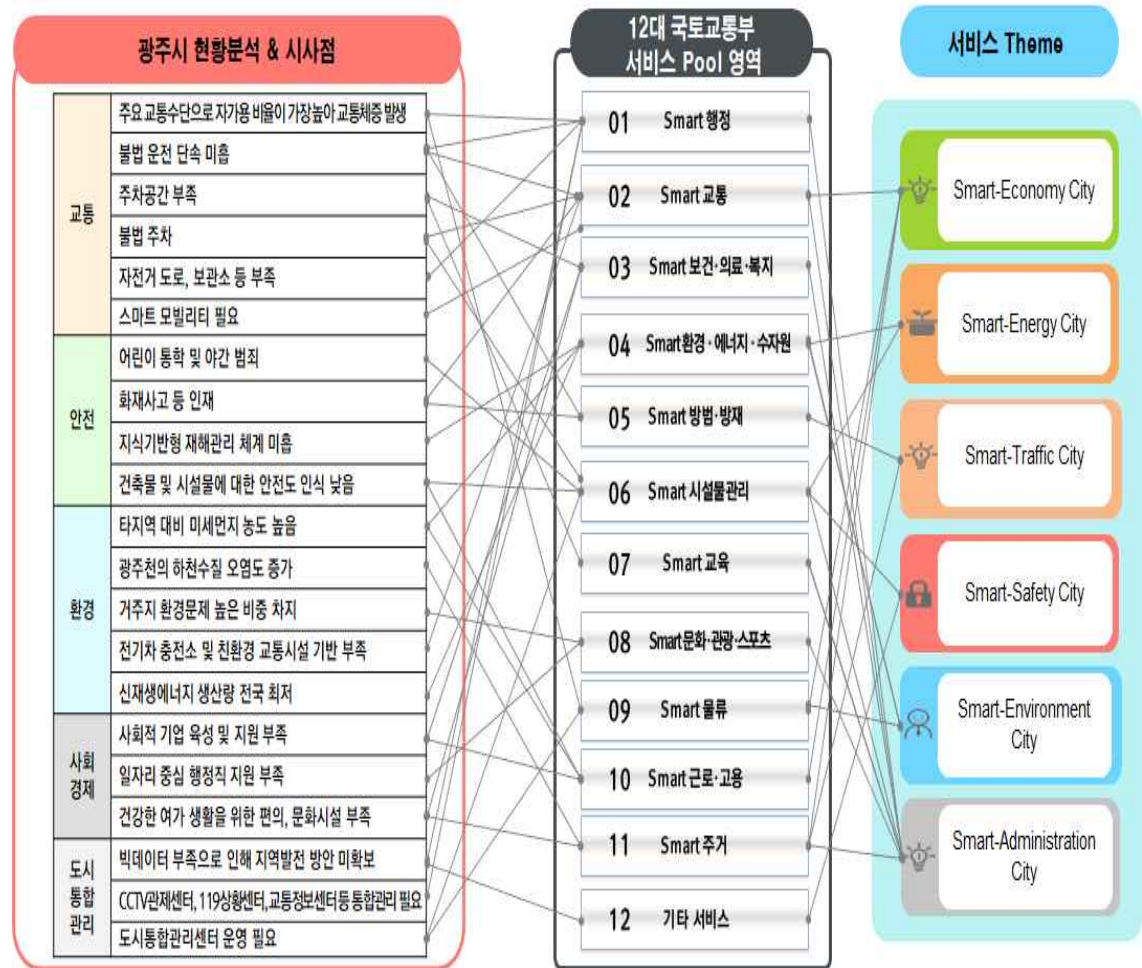 광주시 현황분석 & 시사점
교통
주요 교통수단으로 자가용 비율이 가장높아 교통체증 발생
불법 운전 단속 미흡
주차공간 부족
불법 주차
자전거 도로, 보관소 등 부족
스마트 모빌리티 필요
안전
어린이 통학 및 야간 범죄
화재사고 등 인재
지식기반형 재해관리 체계 미흡
건축물 및 시설물에 대한 안전도 인식 낮음
환경
타지역 대비 미세먼지 농도 높음
광주천의 하천수질 오염도 증가
거주지 환경문제 높은 비중 차지
전기차 충전소 및 친환경 교통시설 기반 부족
신재생에너지 생산량 전국 최저
사회
경제
사회적 기업 육성 및 지원 부족
일자리 중심 행정직 지원 부족
건강한 여가 생활을 위한 편의, 문화시설 부족
도시
통합
관리
빅데이터 부족으로 인해 지역발전 방안 미확보
CCTV관제센터, 119상황센터,교통정보센터등 통합관리 필요
도시통합관리센터 운영 필요
12대 국토교통부
서비스 Pool 영역
01 Smart 행정
02 Smart 교통
03 Smart 보건·의료·복지
04 Smart환경·에너지·수자원
05 Smart 방범·방재
06 Smart 시설물관리
07 Smart 교육
08 Smart문화·관광·스포츠
09 Smart 물류
10 Smart 근로·고용
11 Smart 주거
12 기타 서비스
서비스 Theme
Smart-Economy City
Smart-Energy City
Smart-Traffic City
Smart-Safety City
Smart-Environment
City
Smart-Administration
City